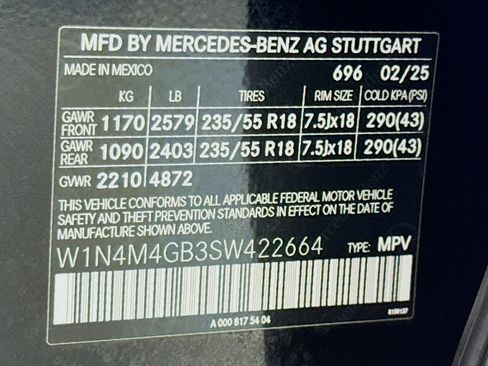 MFD BY MERCEDES-BENZ AG STUTTGART
MADE IN MEXICO 696 02/25
KG LB TIRES RIM SIZE COLD KPA(PSI)
GAWR FRONT 1170 2579 235/55 R18 7.5Jx18 290(43)
GAWR REAR 1090 2403 235/55 R18 7.5Jx18 290(43)
GVWR 2210 4872
THIS VEHICLE CONFORMS TO ALL APPLICABLE FEDERAL MOTOR VEHICLE
SAFETY AND THEFT PREVENTION STANDARDS IN EFFECT ON THE DATE
OF MANUFACTURE SHOWN ABOVE.
W1N4M4GB3SW422664 TYPE: MPV
A 000 817 54 04